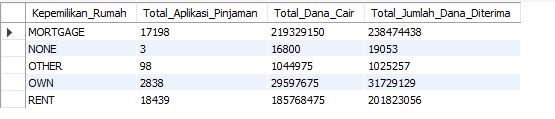 Kepemilikan_Rumah Total_Aplikasi_Pinjaman Total_Dana_Cair Total_Jumlah_Dana_Diterima
MORTGAGE 17198 219329150 238474438
NONE 3 16800 19053
OTHER 98 1044975 1025257
OWN 2838 29597675 31729129
RENT 18439 185768475 201823056